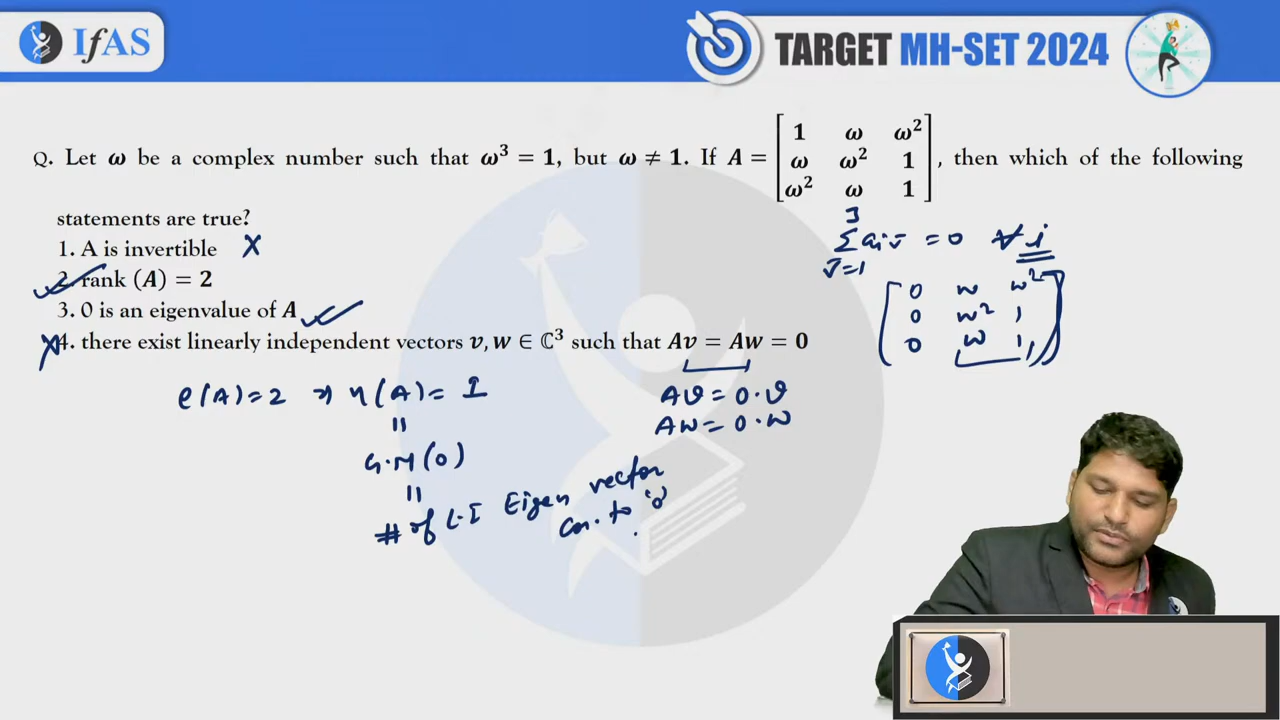 IfAS
TARGET MH-SET 2024
Q. Let ω be a complex number such that ω³ = 1, but ω ≠ 1. If A = [1 ω ω²; ω ω² 1; ω² ω 1], then which of the following
statements are true?
1. A is invertible ✗
2. rank (A) = 2 ✓
3. 0 is an eigenvalue of A ✓
✗ 4. there exist linearly independent vectors v, w ∈ ℂ³ such that Av = Aw = 0
3
Σ aij = 0 ∀ i
j=1
[0 ω ω²
0 ω² 1
0 ω 1]
ρ(A) = 2 ⇒ η(A) = 1
||
G.M(0)
||
# of L.I Eigen vector
Corr. to '0'
Av = 0·v
Aw = 0·w